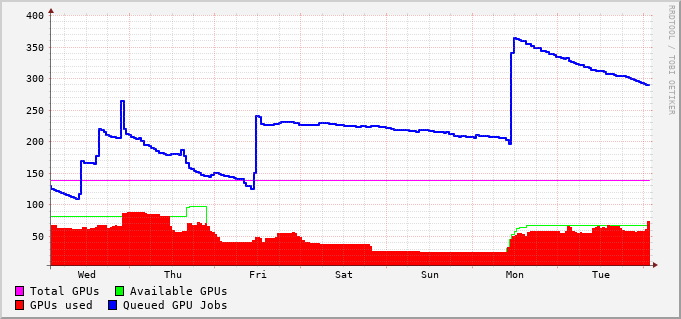 400
350
300
250
200
150
100
50
Wed Thu Fri Sat Sun Mon Tue
Total GPUs Available GPUs
GPUs used Queued GPU Jobs
RRDTOOL / TOBI OETIKER